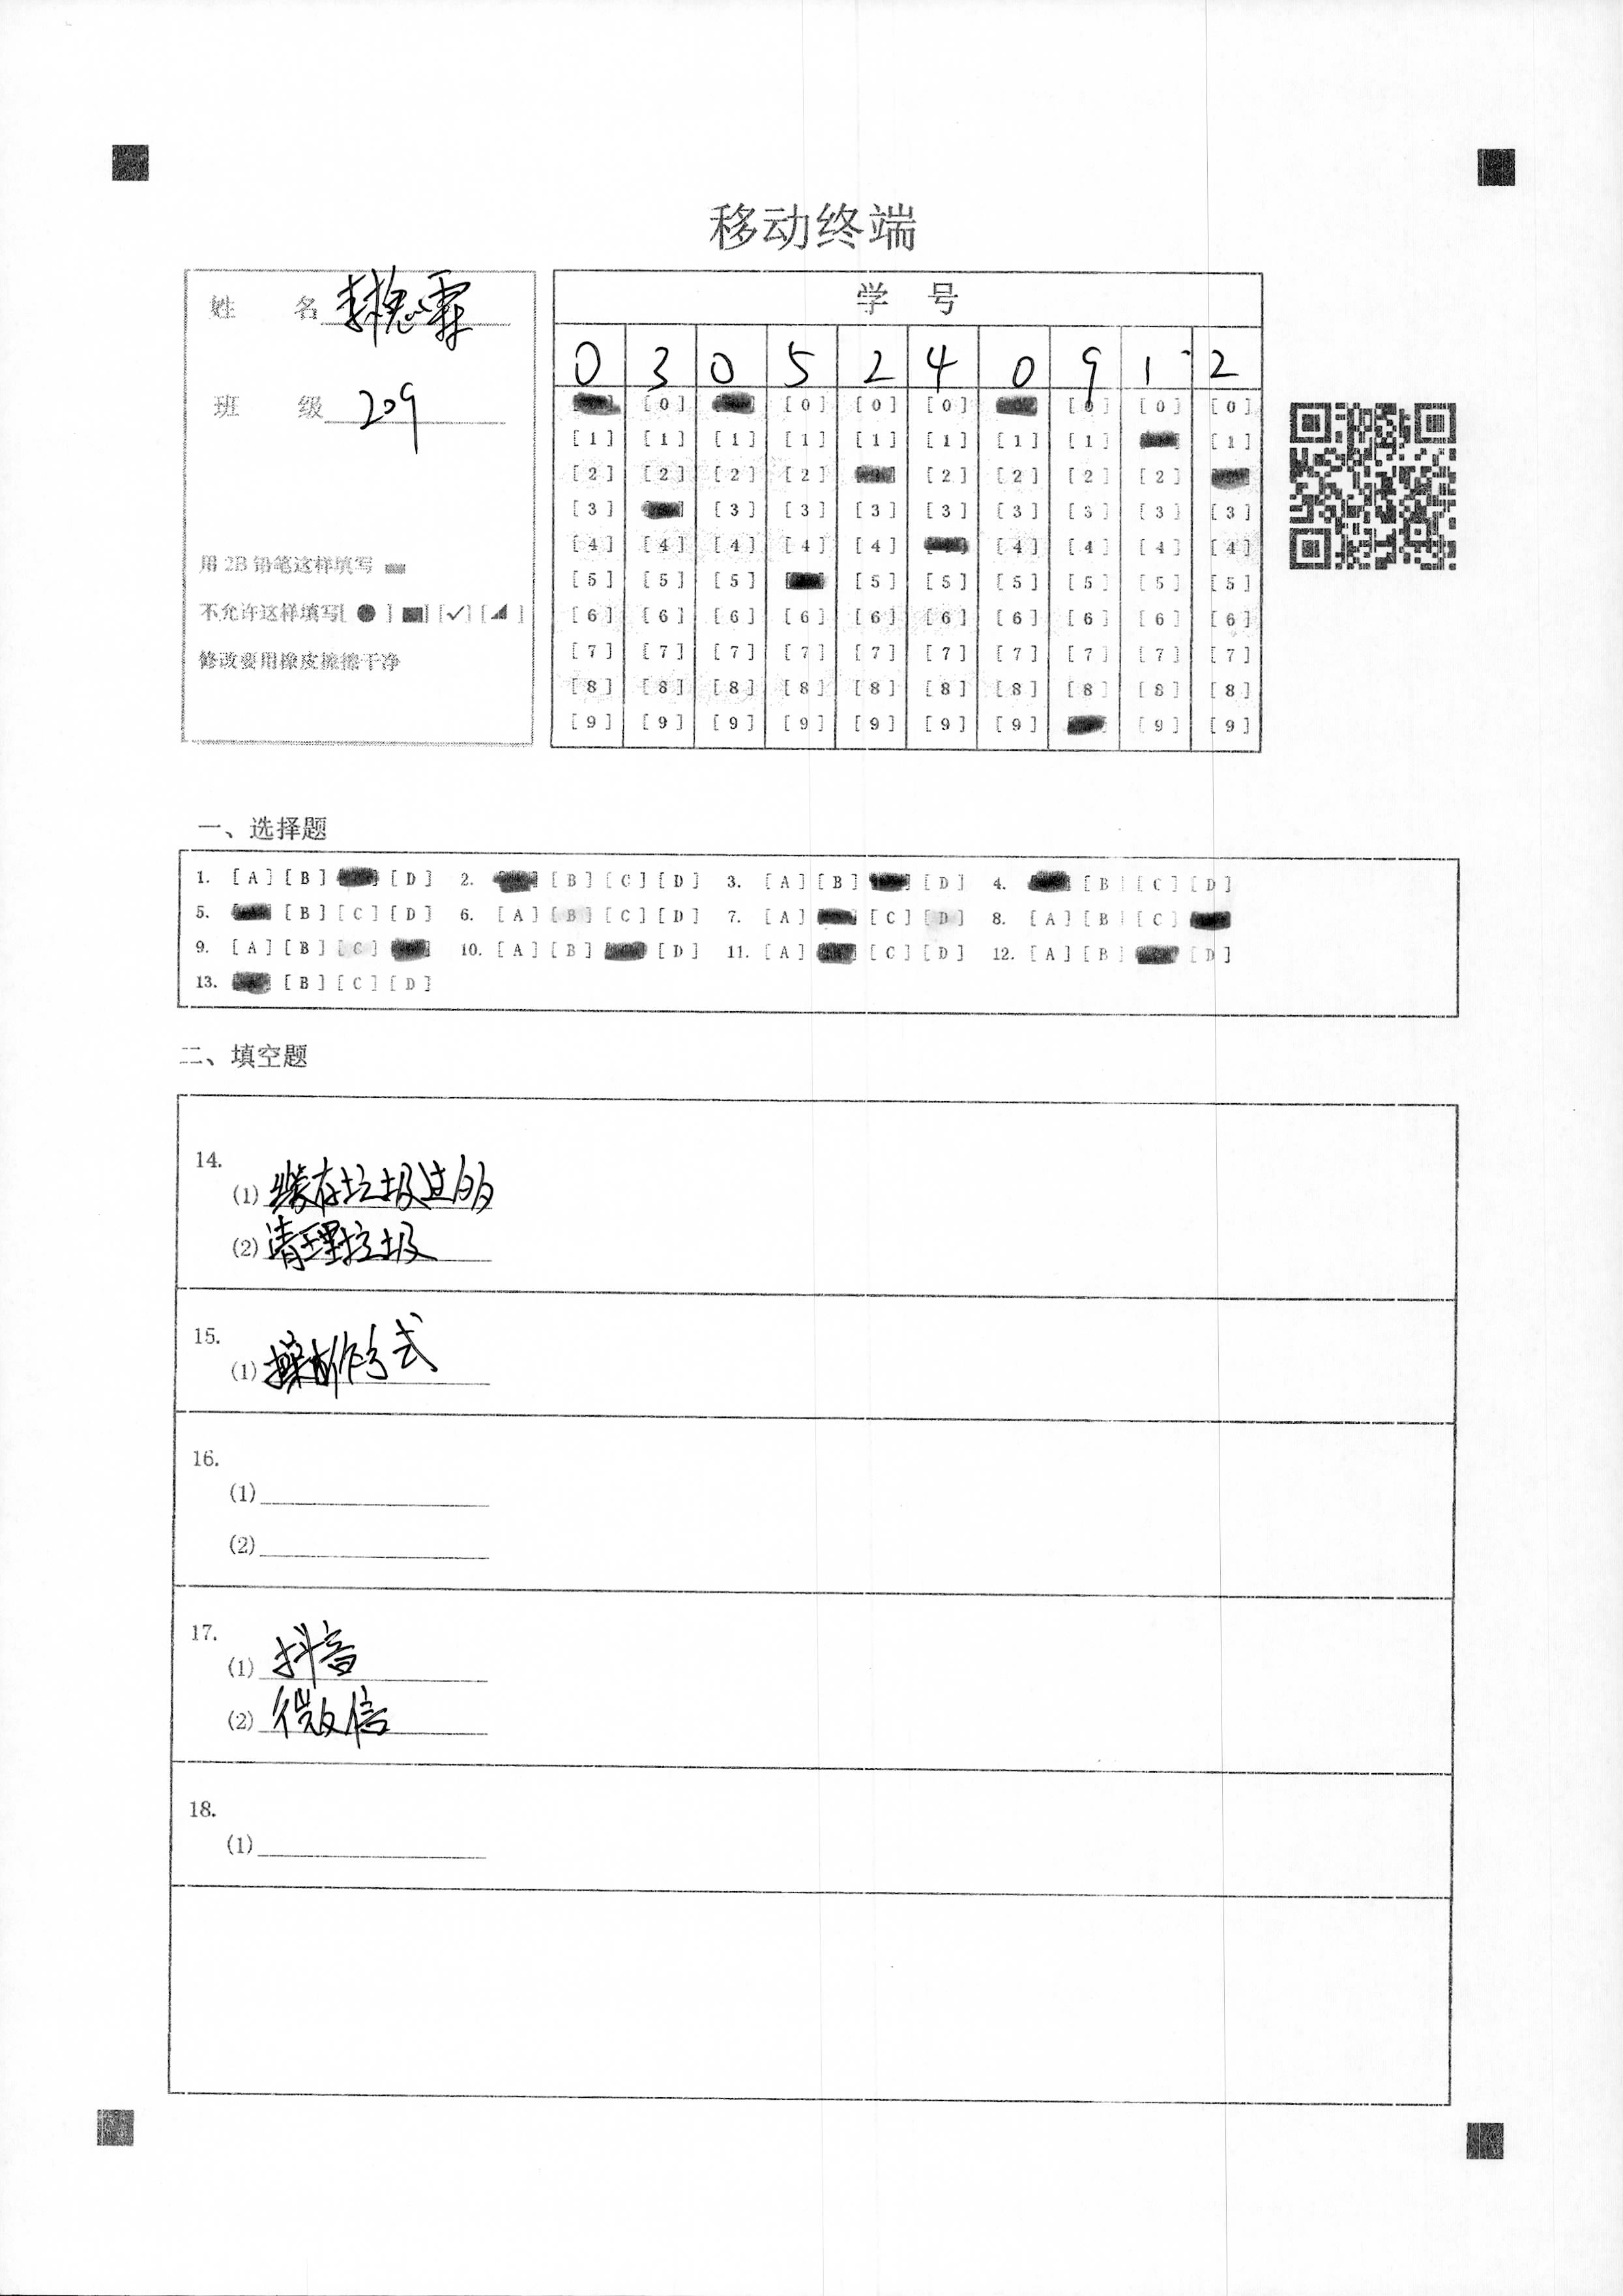 移动终端
姓 名
班 级 209
用 2B 铅笔这样填写
不允许这样填写[ ● ] ■] [✓] [◢ ]
修改要用橡皮擦擦干净
学 号
0 3 0 5 2 4 0 9 1 2
[0] [0] [0] [0] [0] [0] [0]
[1] [1] [1] [1] [1] [1] [1] [1] [1]
[2] [2] [2] [2] [2] [2] [2] [2]
[3] [3] [3] [3] [3] [3] [3] [3] [3]
[4] [4] [4] [4] [4] [4] [4] [4] [4]
[5] [5] [5] [5] [5] [5] [5] [5] [5]
[6] [6] [6] [6] [6] [6] [6] [6] [6] [6]
[7] [7] [7] [7] [7] [7] [7] [7] [7] [7]
[8] [8] [8] [8] [8] [8] [8] [8] [8] [8]
[9] [9] [9] [9] [9] [9] [9] [9] [9]
一、选择题
1. [A] [B] [D] 2. [B] [C] [D] 3. [A] [B] [D] 4. [B] [C] [D]
5. [B] [C] [D] 6. [A] [B] [C] [D] 7. [A] [C] [D] 8. [A] [B] [C]
9. [A] [B] [C] 10. [A] [B] [D] 11. [A] [C] [D] 12. [A] [B] [D]
13. [B] [C] [D]
二、填空题
14.
(1) 缓存垃圾过的
(2) 清理垃圾
15.
(1) 操作方式
16.
(1)
(2)
17.
(1) 抖音
(2) 微信
18.
(1)